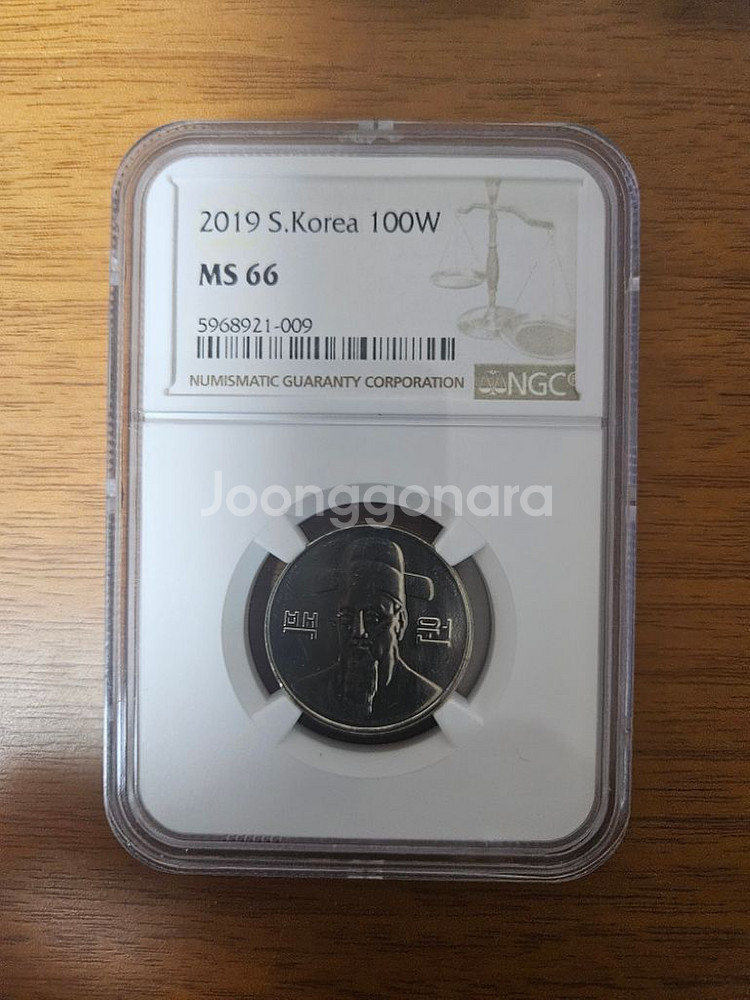 2019 S.Korea 100W
MS 66
5968921-009
NUMISMATIC GUARANTY CORPORATION NGC®
Joonggonara
백 원